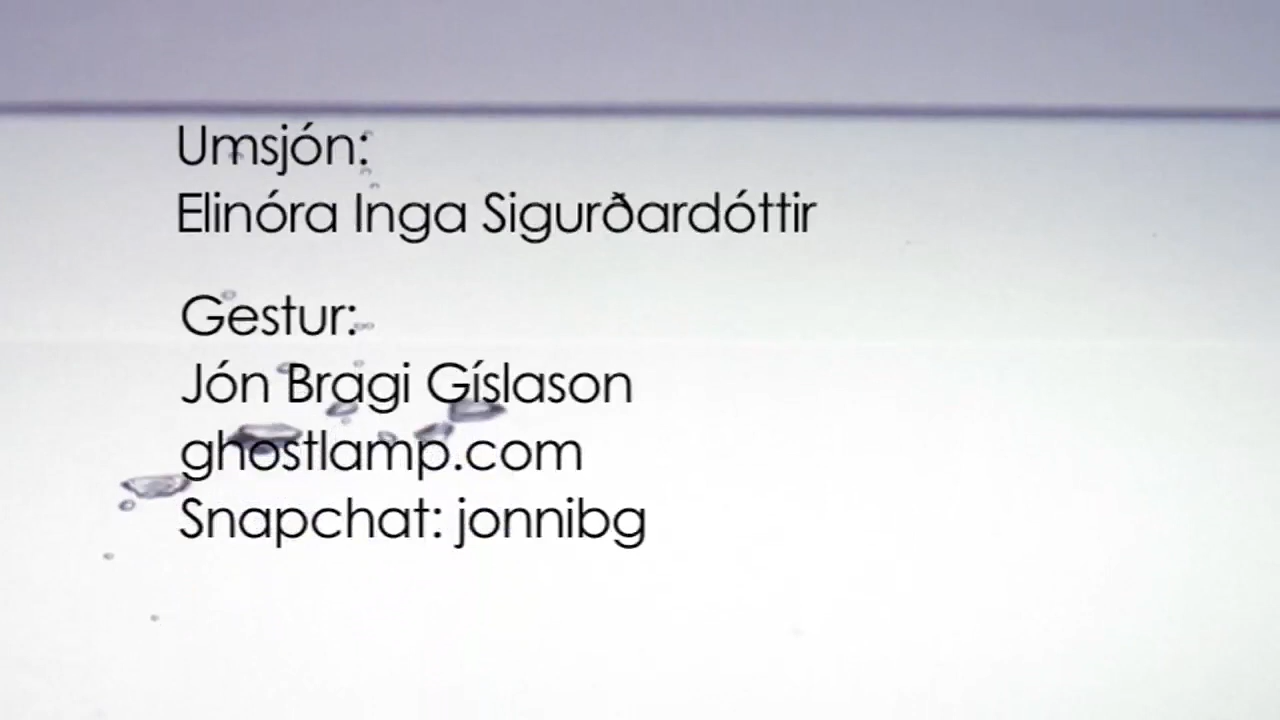 Umsjón:
Elinóra Inga Sigurðardóttir
Gestur:
Jón Bragi Gíslason
ghostlamp.com
Snapchat: jonnibg